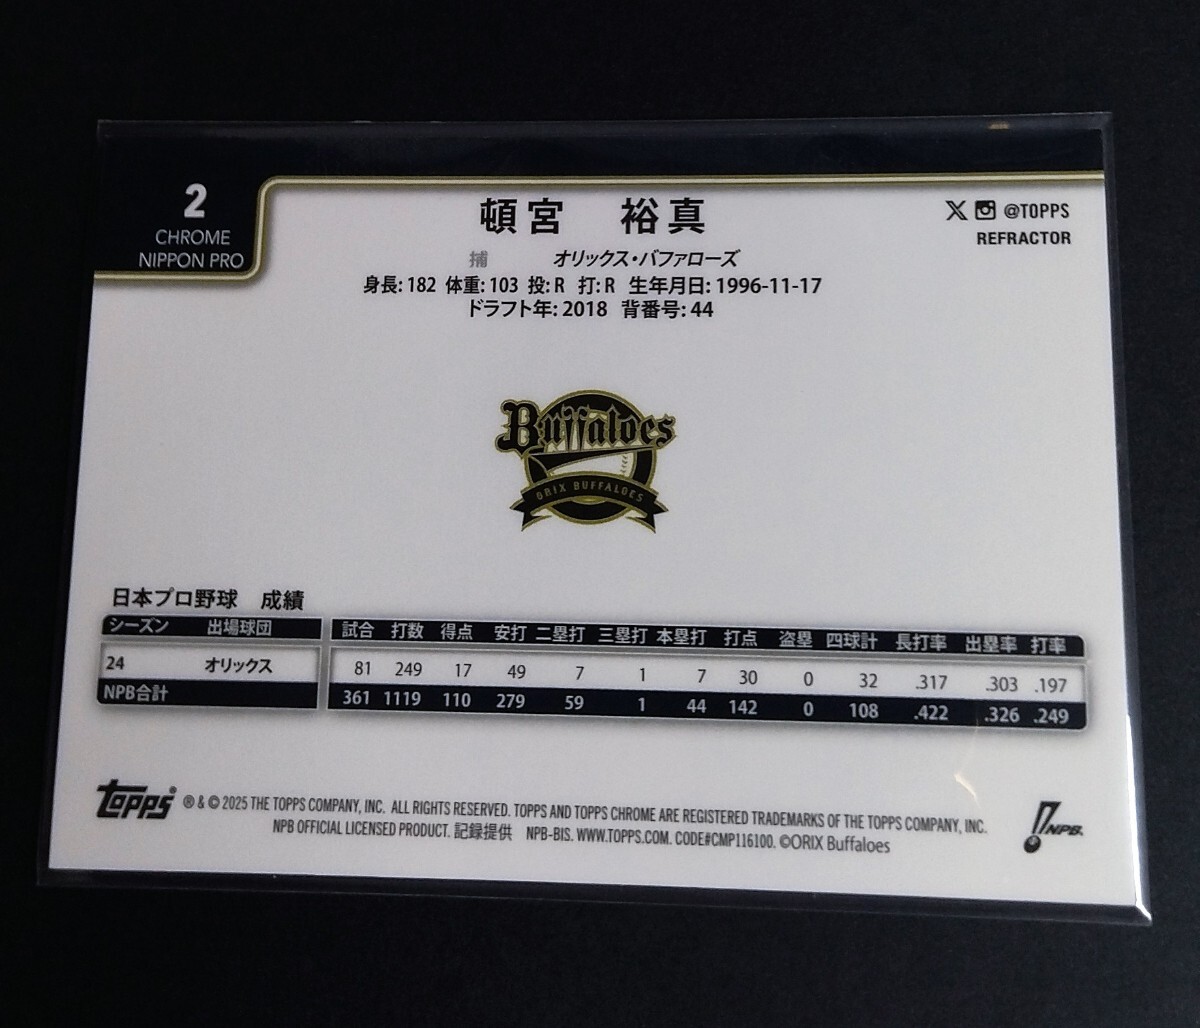 2
CHROME
NIPPON PRO
頓宮 裕真
@TOPPS
REFRACTOR
捕 オリックス・バファローズ
身長: 182 体重: 103 投: R 打: R 生年月日: 1996-11-17
ドラフト年: 2018 背番号: 44
Buffaloes
ORIX BUFFALOES
日本プロ野球 成績
シーズン 出場球団 試合 打数 得点 安打 二塁打 三塁打 本塁打 打点 盗塁 四球計 長打率 出塁率 打率
24 オリックス 81 249 17 49 7 1 7 30 0 32 .317 .303 .197
NPB合計 361 1119 110 279 59 1 44 142 0 108 .422 .326 .249
Topps ® & © 2025 THE TOPPS COMPANY, INC. ALL RIGHTS RESERVED. TOPPS AND TOPPS CHROME ARE REGISTERED TRADEMARKS OF THE TOPPS COMPANY, INC.
NPB OFFICIAL LICENSED PRODUCT. 記録提供 NPB-BIS. WWW.TOPPS.COM. CODE#CMP116100. ©ORIX Buffaloes
NPB.